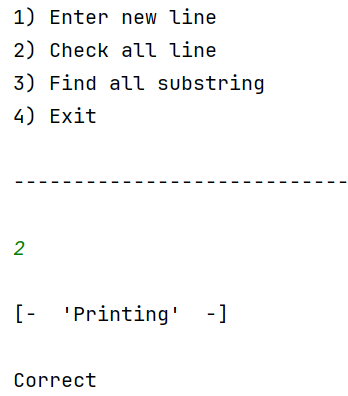 1) Enter new line
2) Check all line
3) Find all substring
4) Exit
----------------------------
2
[-  'Printing'  -]
Correct